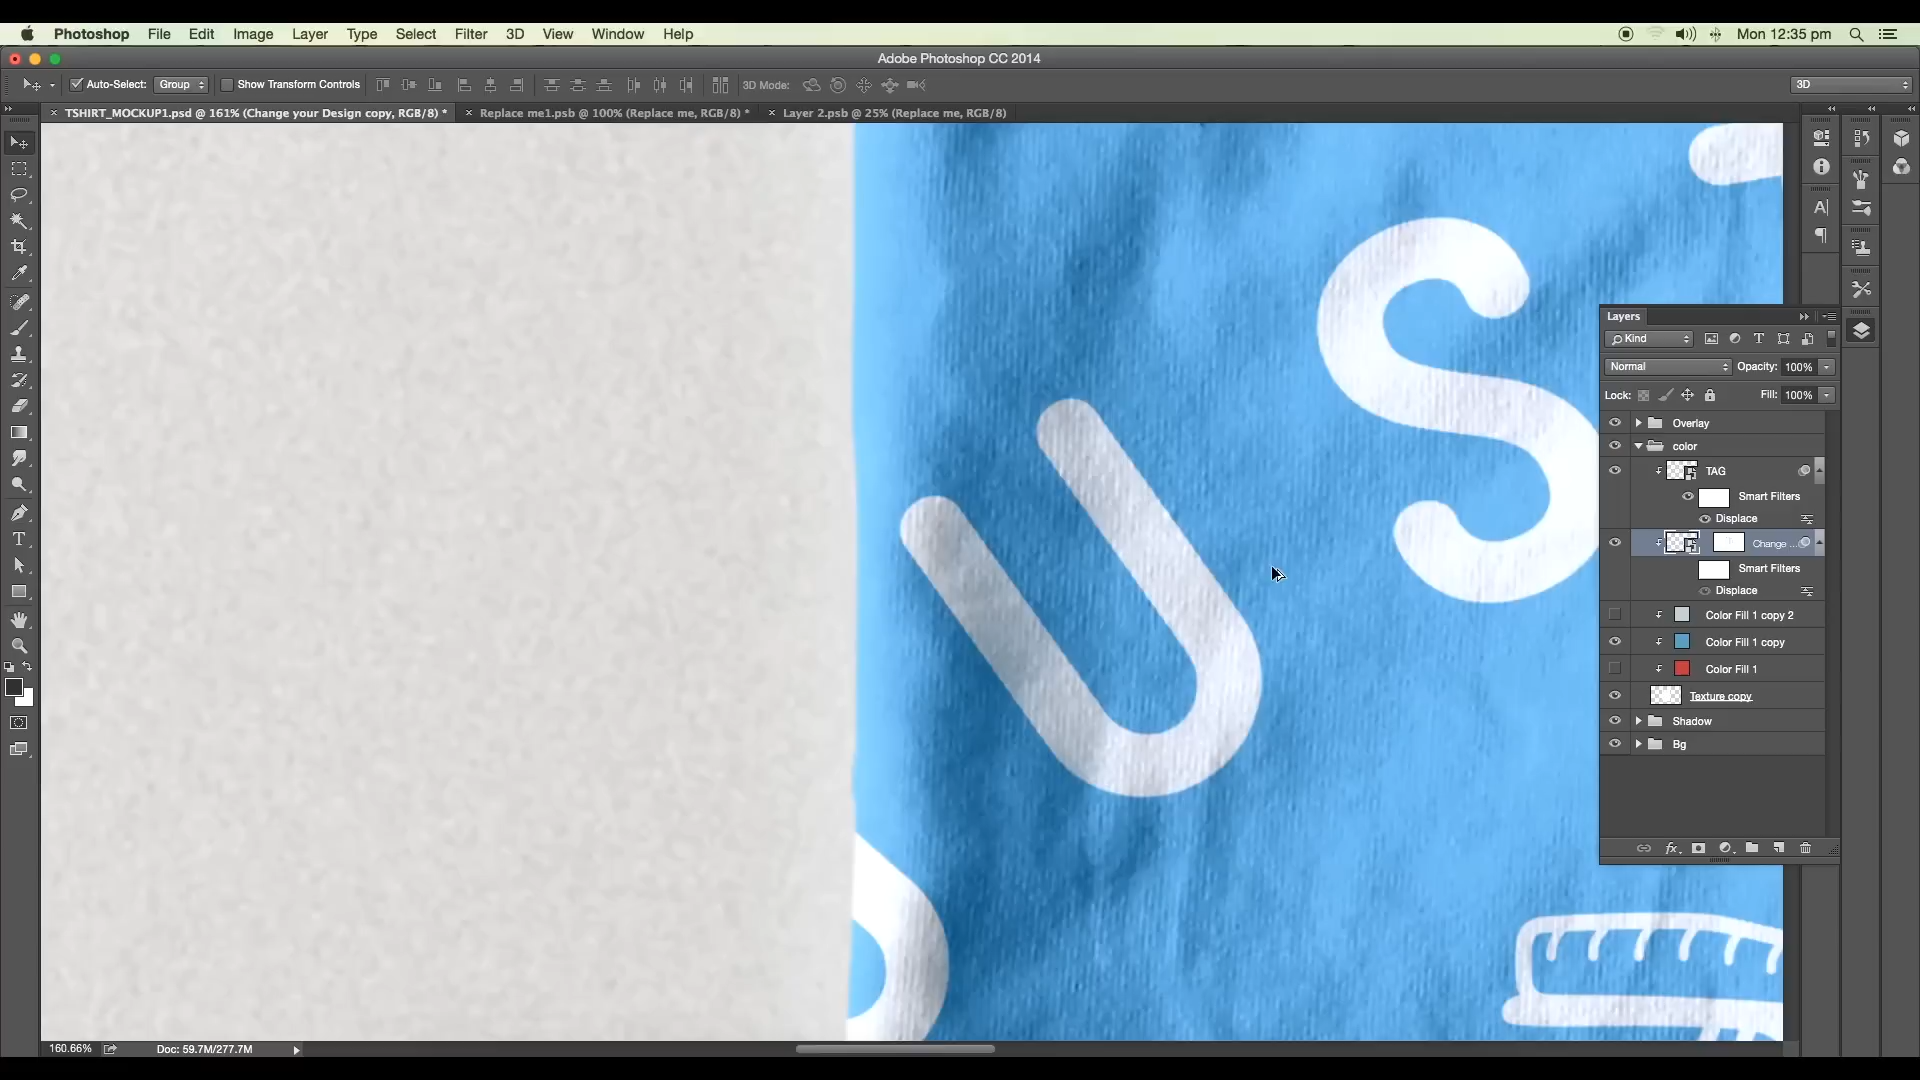 Photoshop File Edit Image Layer Type Select Filter 3D View Window Help Mon 12:35 pm
Adobe Photoshop CC 2014
Auto-Select: Group Show Transform Controls 3D Mode: 3D
TSHIRT_MOCKUP1.psd @ 161% (Change your Design copy, RGB/8) * Replace me1.psb @ 100% (Replace me, RGB/8) * Layer 2.psb @ 25% (Replace me, RGB/8)
S
U
Layers
Kind
Normal Opacity: 100%
Lock: Fill: 100%
Overlay
color
TAG
Smart Filters
Displace
Change ...
Smart Filters
Displace
Color Fill 1 copy 2
Color Fill 1 copy
Color Fill 1
Texture copy
Shadow
Bg
fx
160.66% Doc: 59.7M/277.7M